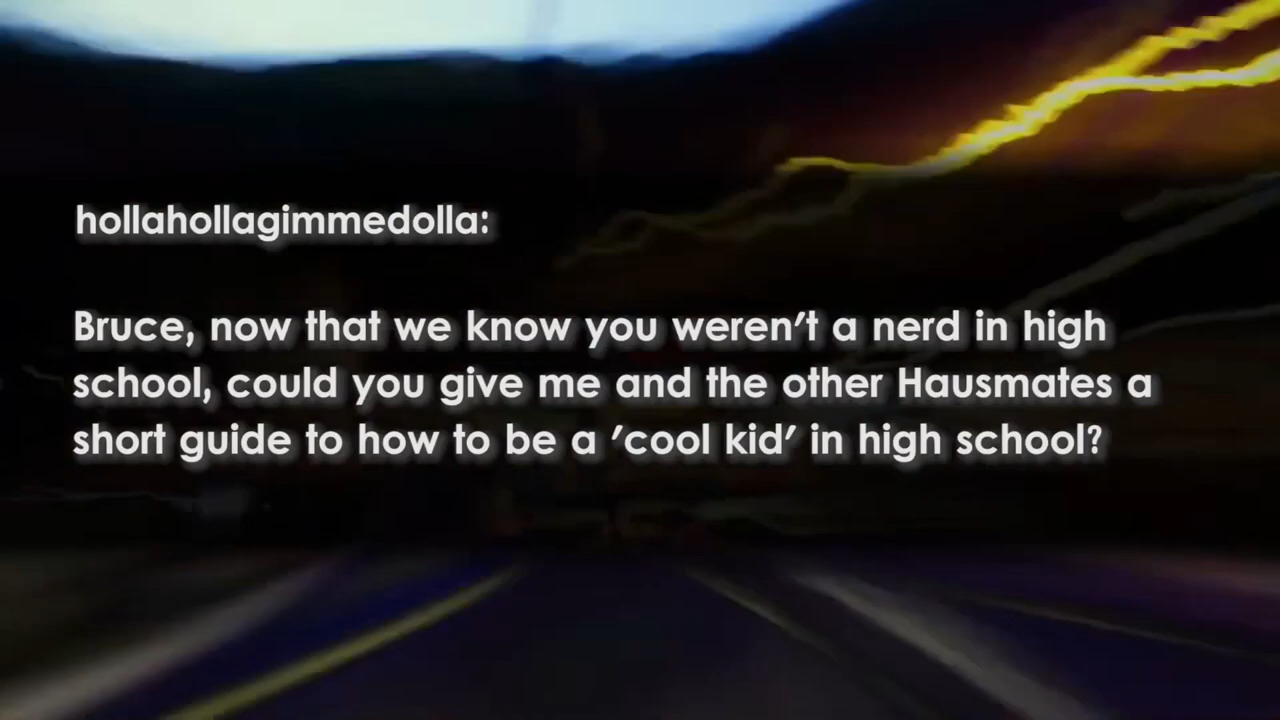 hollahollagimmedolla:
Bruce, now that we know you weren't a nerd in high
school, could you give me and the other Hausmates a
short guide to how to be a 'cool kid' in high school?